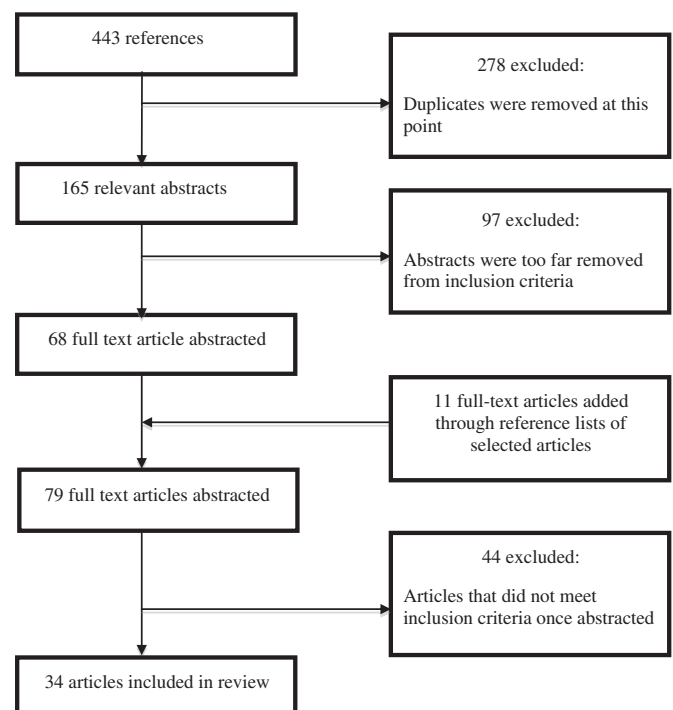 443 references
278 excluded:
Duplicates were removed at this
point
165 relevant abstracts
97 excluded:
Abstracts were too far removed
from inclusion criteria
68 full text article abstracted
11 full-text articles added
through reference lists of
selected articles
79 full text articles abstracted
44 excluded:
Articles that did not meet
inclusion criteria once abstracted
34 articles included in review